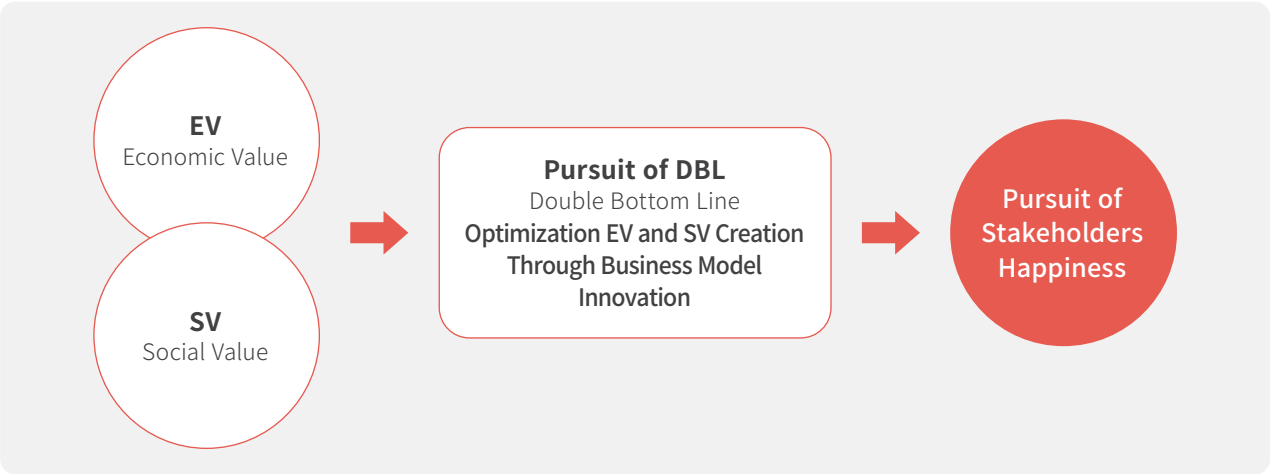 EV
Economic Value
SV
Social Value
Pursuit of DBL
Double Bottom Line
Optimization EV and SV Creation
Through Business Model
Innovation
Pursuit of
Stakeholders
Happiness